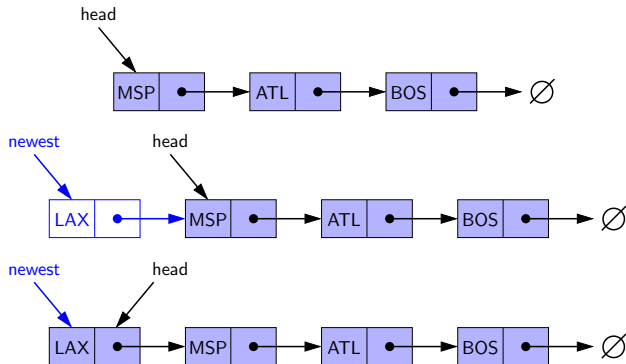 head
MSP ATL BOS ∅
newest head
LAX MSP ATL BOS ∅
newest head
LAX MSP ATL BOS ∅